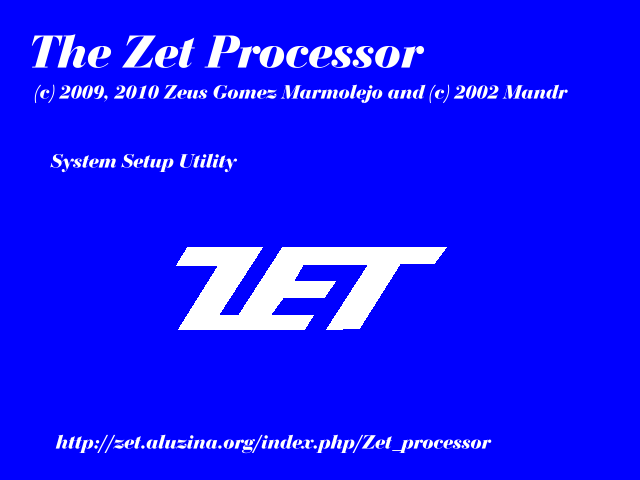 The Zet Processor
(c) 2009, 2010 Zeus Gomez Marmolejo and (c) 2002 Mandr
System Setup Utility
ZET
http://zet.aluzina.org/index.php/Zet_processor